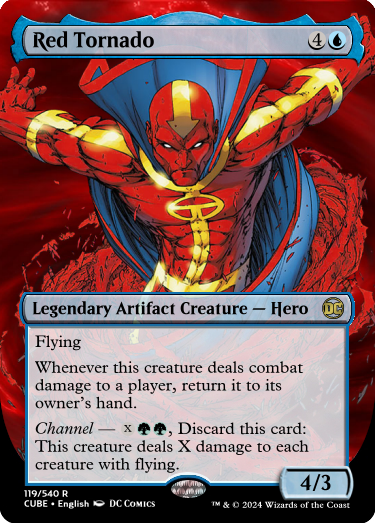 Red Tornado 4
Legendary Artifact Creature — Hero DC
Flying
Whenever this creature deals combat
damage to a player, return it to its
owner's hand.
Channel — X, Discard this card:
This creature deals X damage to each
creature with flying.
4/3
119/540 R
CUBE • English DC COMICS
™ & © 2024 Wizards of the Coast